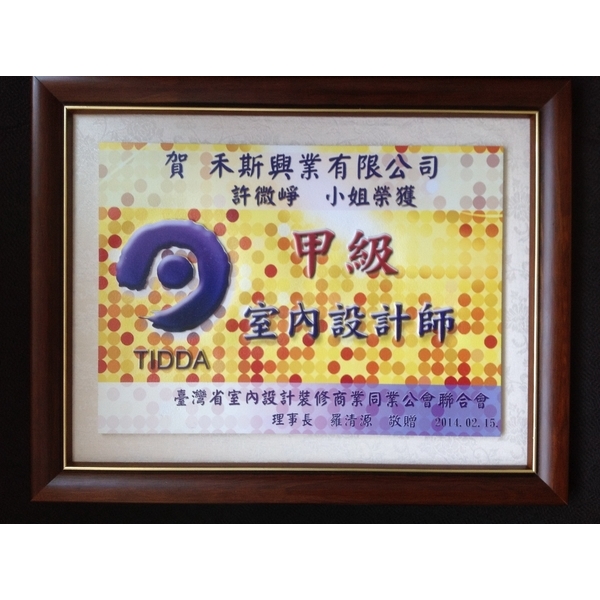 賀 禾斯興業有限公司
許微崢 小姐榮獲
甲級
室內設計師
TIDDA
臺灣省室內設計裝修商業同業公會聯合會
理事長 羅清源 敬贈 2014.02.15.